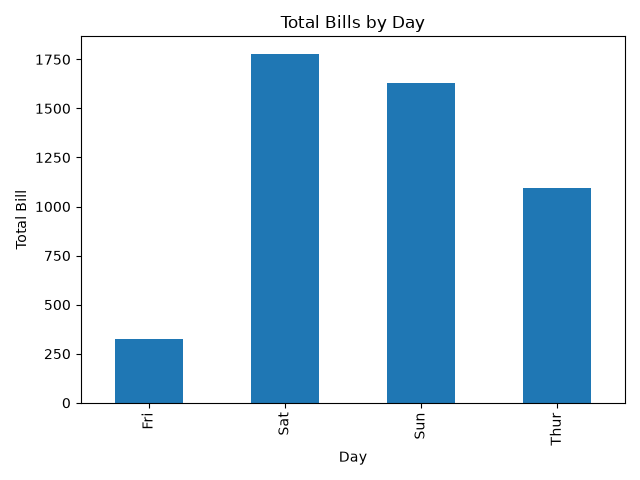 Total Bills by Day
Total Bill
1750
1500
1250
1000
750
500
250
0
Fri
Sat
Sun
Thur
Day